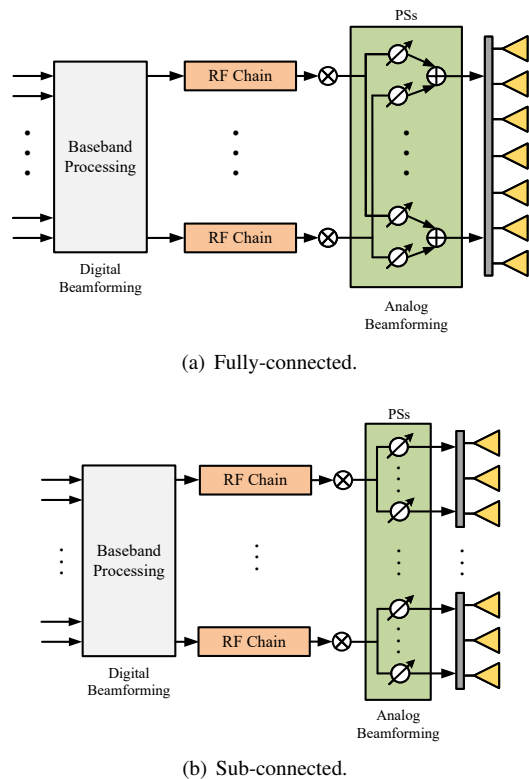 PSs
RF Chain
Baseband
Processing
RF Chain
Digital
Beamforming
Analog
Beamforming
(a) Fully-connected.
PSs
RF Chain
Baseband
Processing
RF Chain
Digital
Beamforming
Analog
Beamforming
(b) Sub-connected.